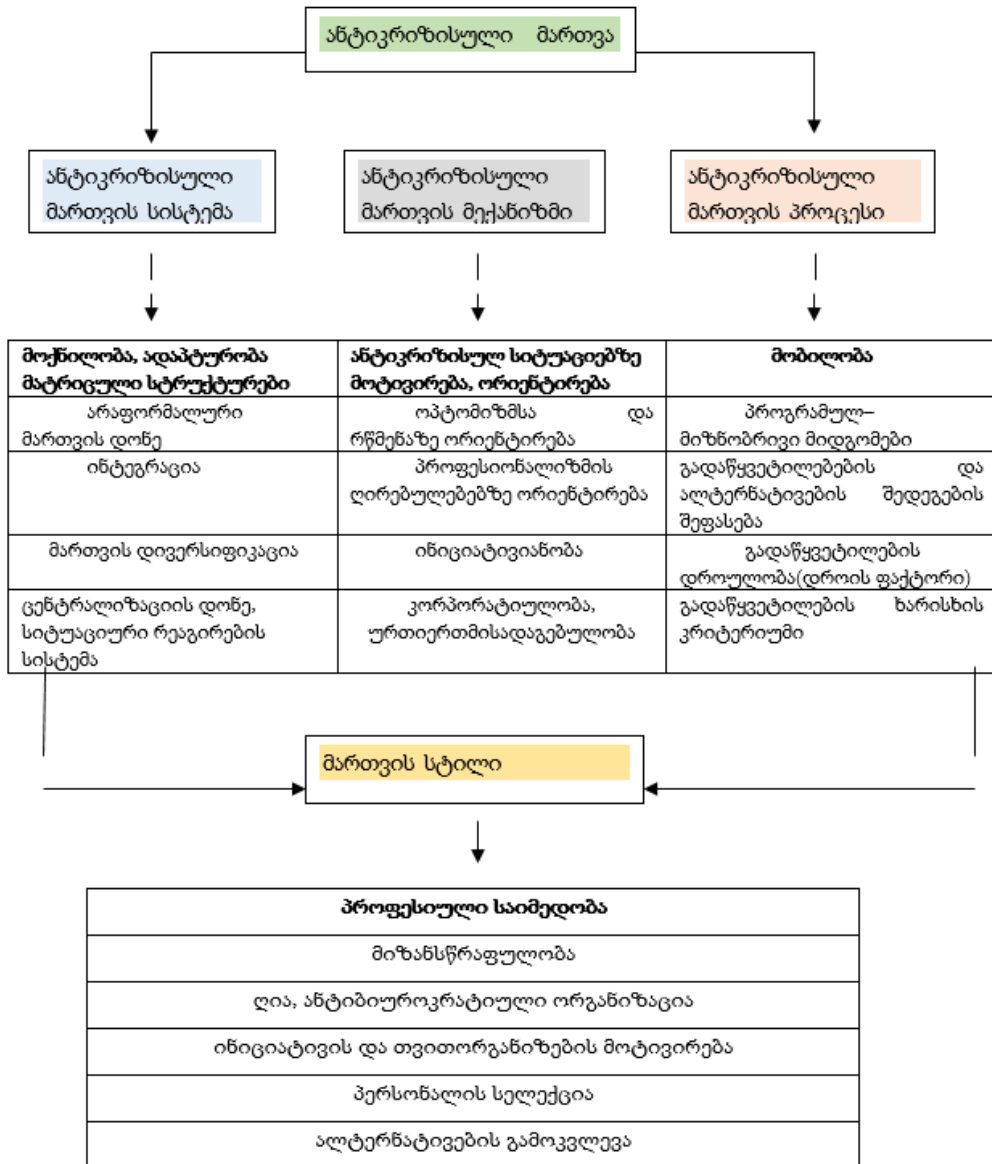 ანტიკრიზისული მართვა
ანტიკრიზისული
მართვის სისტემა
ანტიკრიზისული
მართვის მექანიზმი
ანტიკრიზისული
მართვის პროცესი
მოქნილობა, ადაპტურობა
მატრიცული სტრუქტურები
ანტიკრიზისულ სიტუაციებზე
მოტივირება, ორიენტირება
მობილობა
არაფორმალური
მართვის დონე
ოპტომიზმსა და
რწმენაზე ორიენტირება
პროგრამულ–
მიზნობრივი მიდგომები
ინტეგრაცია
პროფესიონალიზმის
ღირებულებებზე ორიენტირება
გადაწყვეტილებების და
ალტერნატივების შედეგების
შეფასება
მართვის დივერსიფიკაცია
ინიციატივიანობა
გადაწყვეტილების
დროულობა(დროის ფაქტორი)
ცენტრალიზაციის დონე,
სიტუაციური რეაგირების
სისტემა
კორპორატიულობა,
ურთიერთმისადაგებულობა
გადაწყვეტილების ხარისხის
კრიტერიუმი
მართვის სტილი
პროფესიული საიმედობა
მიზანსწრაფულობა
ღია, ანტიბიუროკრატიული ორგანიზაცია
ინიციატივის და თვითორგანიზების მოტივირება
პერსონალის სელექცია
ალტერნატივების გამოკვლევა